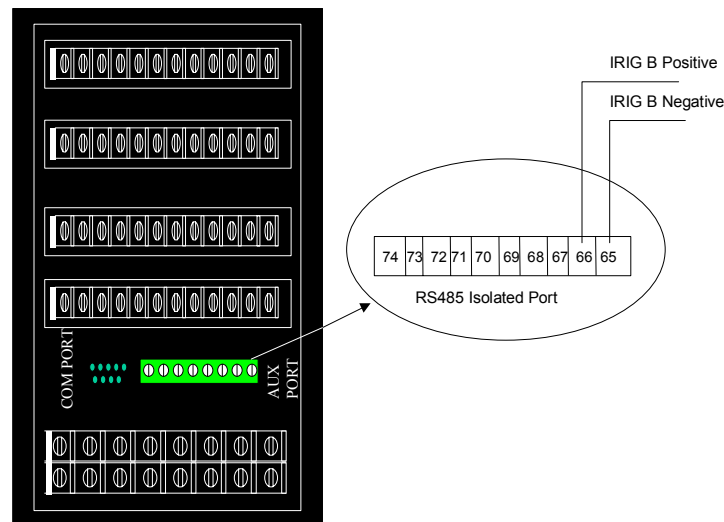 IRIG B Positive
IRIG B Negative
74 73 72 71 70 69 68 67 66 65
RS485 Isolated Port
COM PORT
AUX
PORT